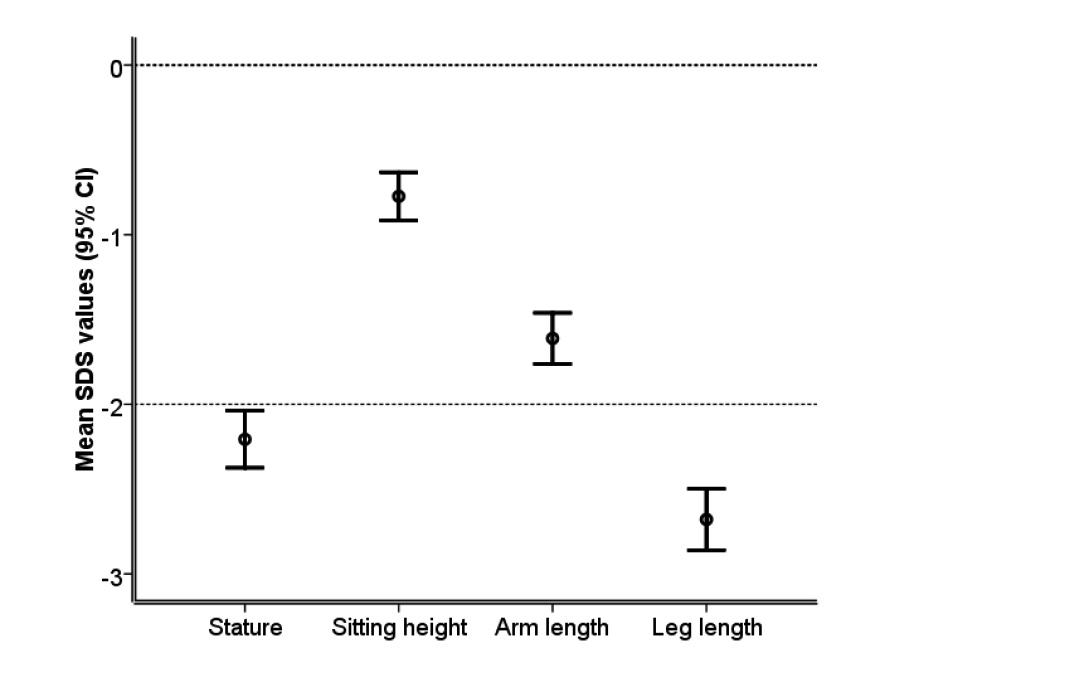 Mean SDS values (95% CI)
0
-1
-2
-3
Stature Sitting height Arm length Leg length